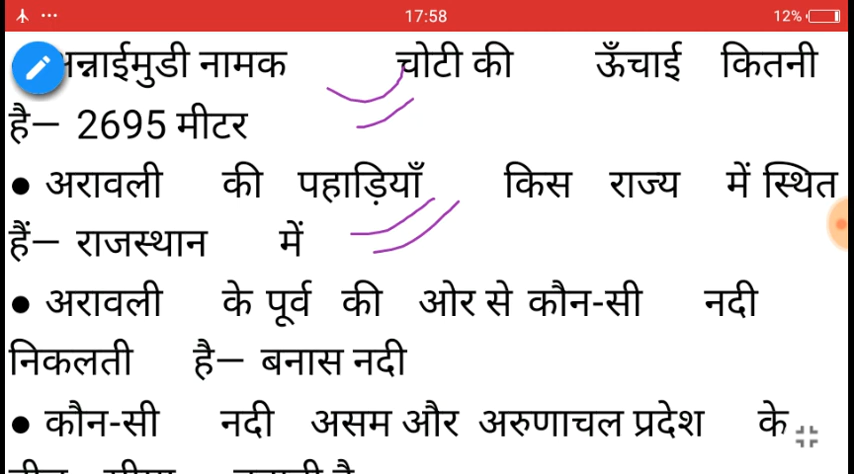 17:58 12%
न्नाईमुडी नामक चोटी की ऊँचाई कितनी
है— 2695 मीटर
● अरावली की पहाड़ियाँ किस राज्य में स्थित
हैं— राजस्थान में
● अरावली के पूर्व की ओर से कौन-सी नदी
निकलती है— बनास नदी
● कौन-सी नदी असम और अरुणाचल प्रदेश के